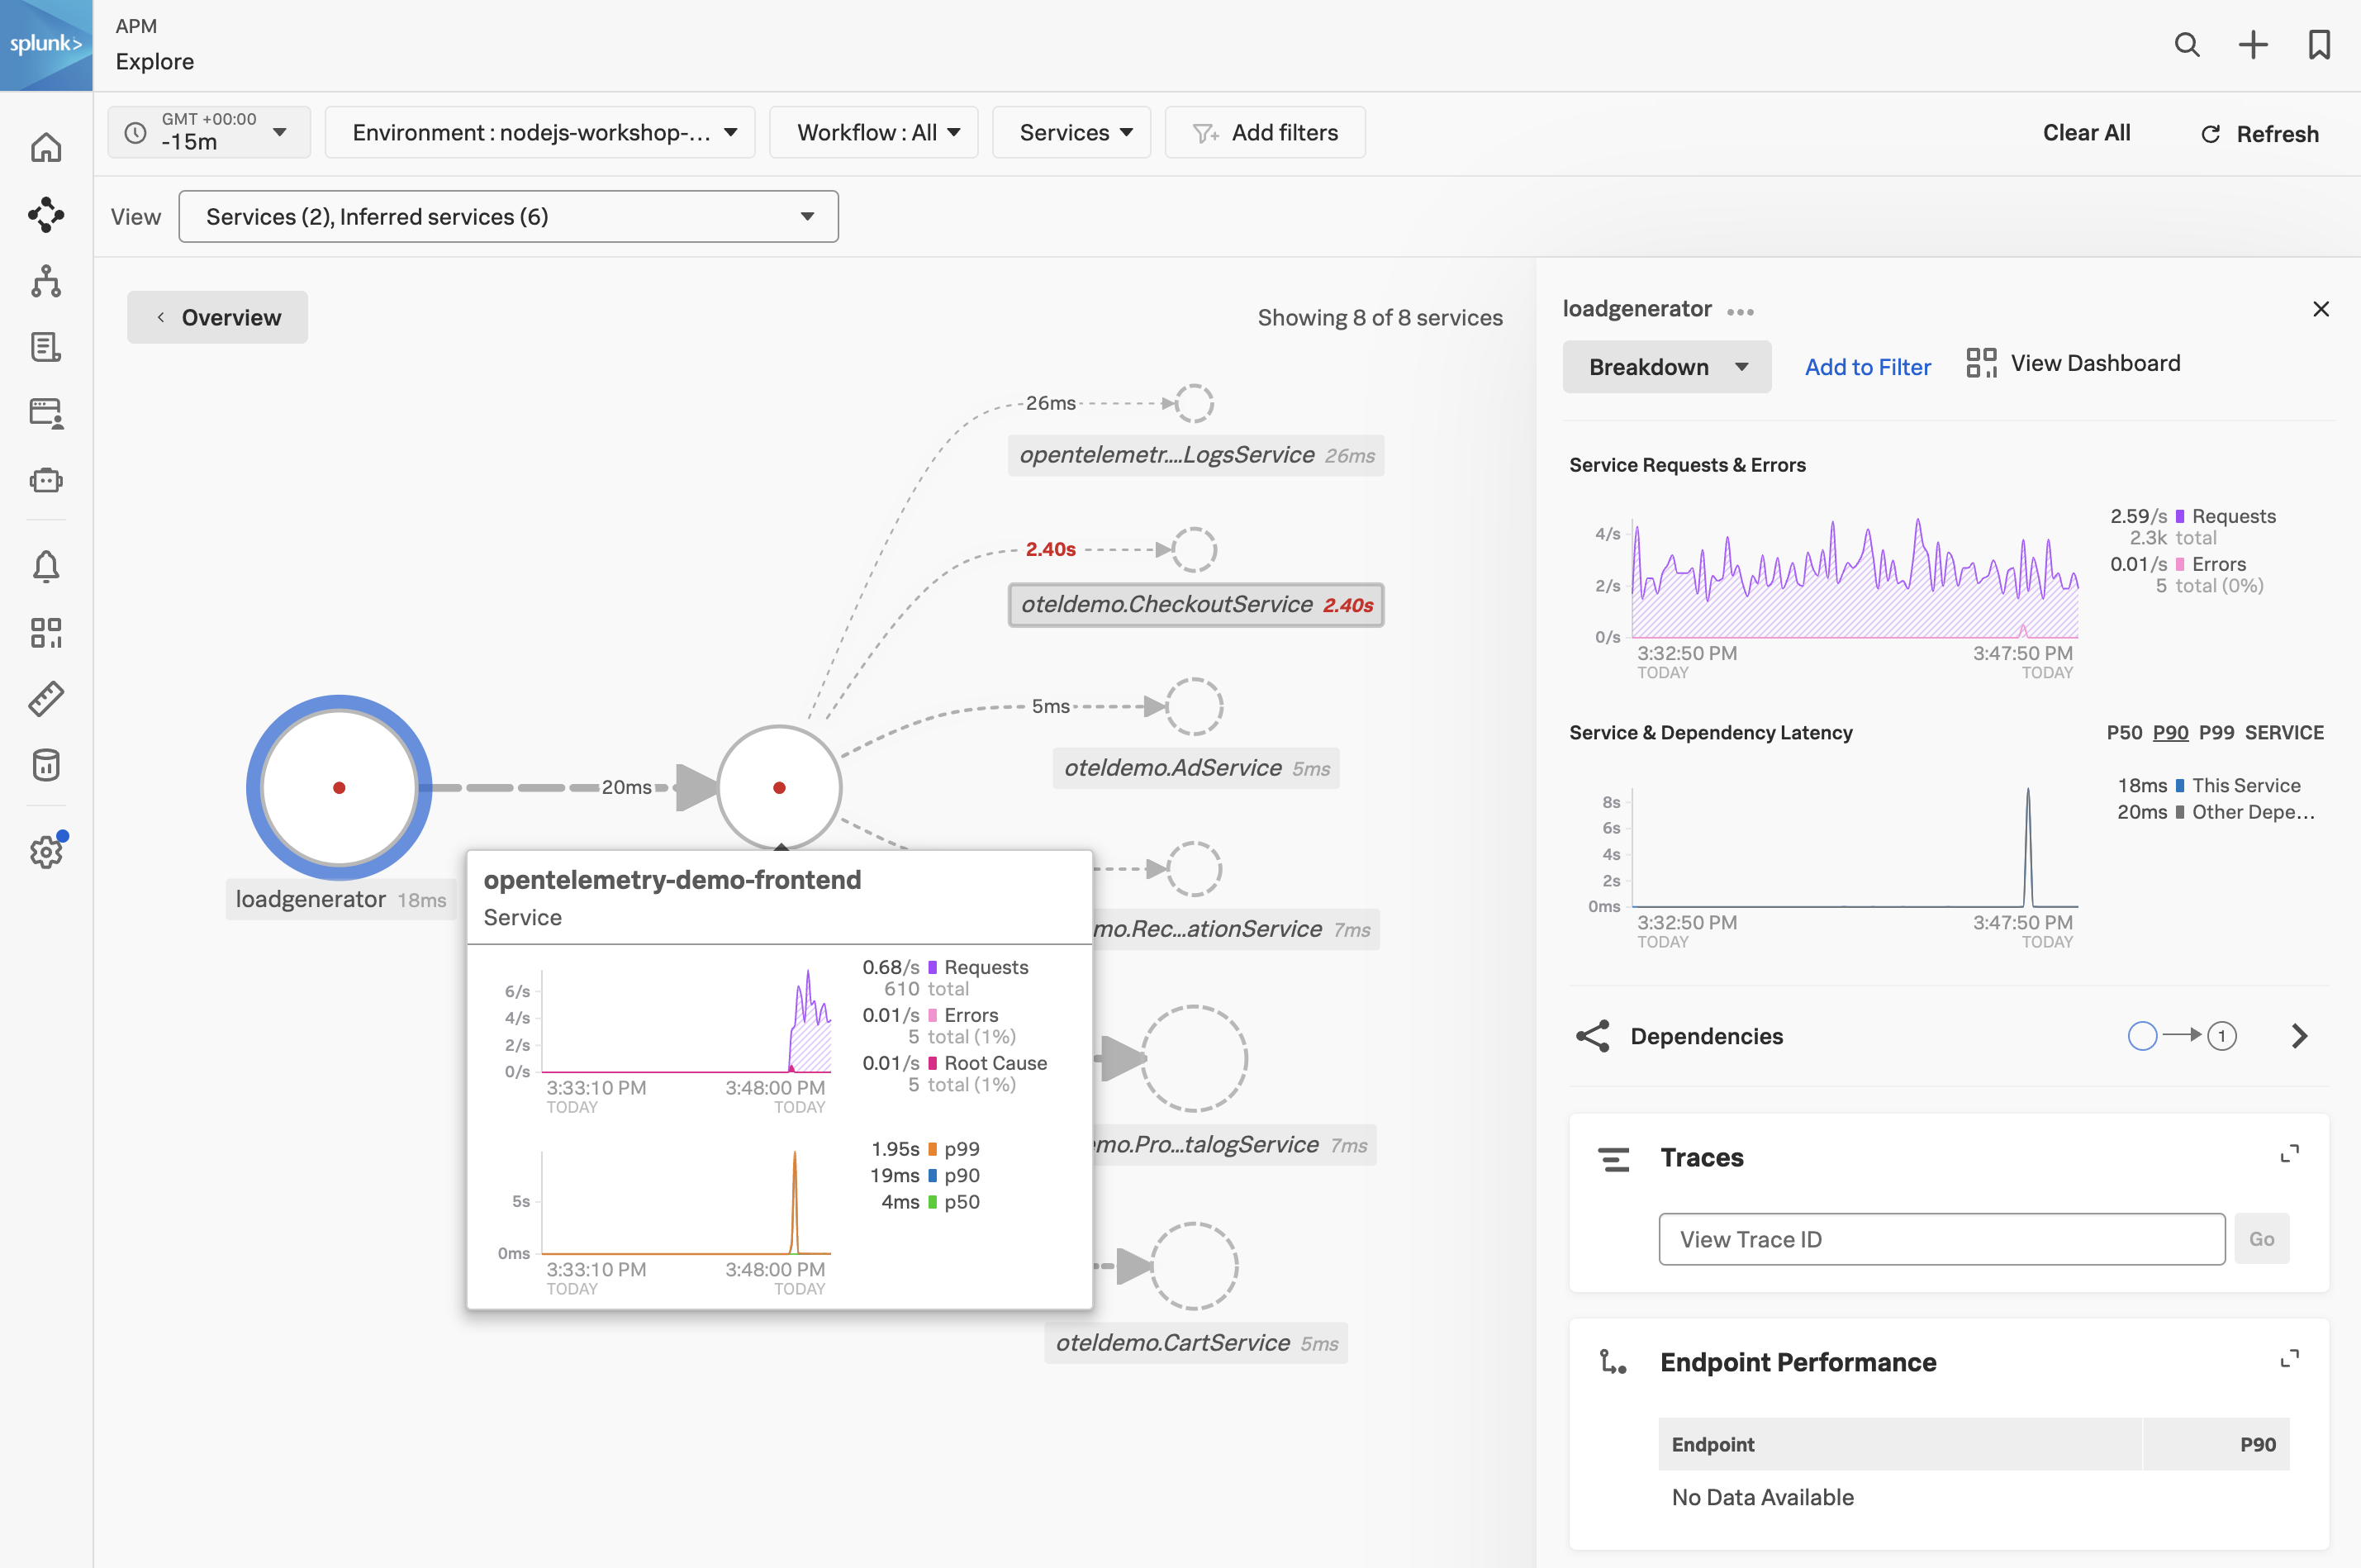 splunk>
APM
Explore
GMT +00:00
-15m
Environment : nodejs-workshop-...
Workflow : All
Services
Add filters
Clear All
Refresh
View
Services (2), Inferred services (6)
Overview
Showing 8 of 8 services
26ms
opentelemetr....LogsService 26ms
2.40s
oteldemo.CheckoutService 2.40s
5ms
oteldemo.AdService 5ms
20ms
loadgenerator 18ms
mo.Rec...ationService 7ms
mo.Pro...talogService 7ms
oteldemo.CartService 5ms
opentelemetry-demo-frontend
Service
6/s
4/s
2/s
0/s
3:33:10 PM
TODAY
3:48:00 PM
TODAY
0.68/s Requests
610 total
0.01/s Errors
5 total (1%)
0.01/s Root Cause
5 total (1%)
5s
0ms
3:33:10 PM
TODAY
3:48:00 PM
TODAY
1.95s p99
19ms p90
4ms p50
loadgenerator
Breakdown
Add to Filter
View Dashboard
Service Requests & Errors
4/s
2/s
0/s
3:32:50 PM
TODAY
3:47:50 PM
TODAY
2.59/s Requests
2.3k total
0.01/s Errors
5 total (0%)
Service & Dependency Latency
P50 P90 P99 SERVICE
8s
6s
4s
2s
0ms
3:32:50 PM
TODAY
3:47:50 PM
TODAY
18ms This Service
20ms Other Depe...
Dependencies
1
Traces
View Trace ID
Go
Endpoint Performance
Endpoint P90
No Data Available